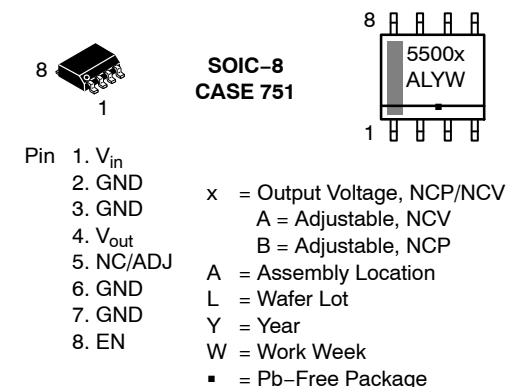 8
1
SOIC−8
CASE 751
8
5500x
ALYW
▪
1
Pin 1. Vin
2. GND
3. GND
4. Vout
5. NC/ADJ
6. GND
7. GND
8. EN
x = Output Voltage, NCP/NCV
A = Adjustable, NCV
B = Adjustable, NCP
A = Assembly Location
L = Wafer Lot
Y = Year
W = Work Week
▪ = Pb−Free Package